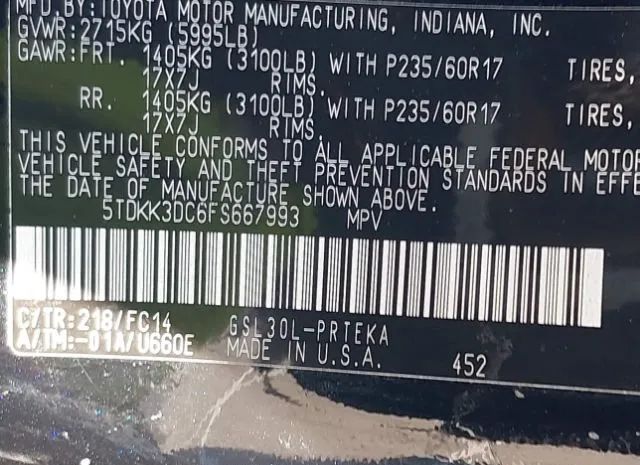 MFD.BY:TOYOTA MOTOR MANUFACTURING, INDIANA, INC.
GVWR:2715KG (5995LB)
GAWR:FRT. 1405KG (3100LB) WITH P235/60R17 TIRES,
17X7J RIMS.
RR. 1405KG (3100LB) WITH P235/60R17 TIRES,
17X7J RIMS.
THIS VEHICLE CONFORMS TO ALL APPLICABLE FEDERAL MOTOR
VEHICLE SAFETY AND THEFT PREVENTION STANDARDS IN EFFE
THE DATE OF MANUFACTURE SHOWN ABOVE.
5TDKK3DC6FS667993 MPV
C/TR:218/FC14 GSL30L-PRTEKA
A/TM:-01A/U660E MADE IN U.S.A. 452